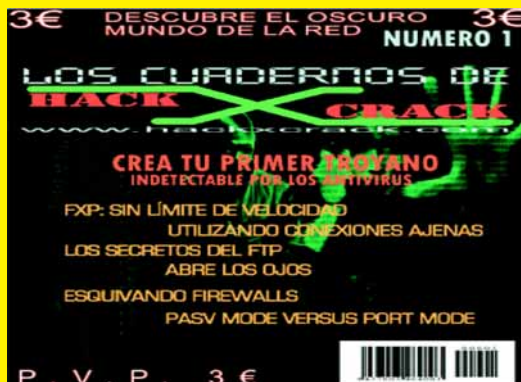 3€ DESCUBRE EL OSCURO 3€
MUNDO DE LA RED
NUMERO 1
LOS CUADERNOS DE
HACK X CRACK
www.hackxcrack.com
CREA TU PRIMER TROYANO
INDETECTABLE POR LOS ANTIVIRUS
FXP: SIN LÍMITE DE VELOCIDAD
UTILIZANDO CONEXIONES AJENAS
LOS SECRETOS DEL FTP
ABRE LOS OJOS
ESQUIVANDO FIREWALLS
PASV MODE VERSUS PORT MODE
P.V.P. 3 €